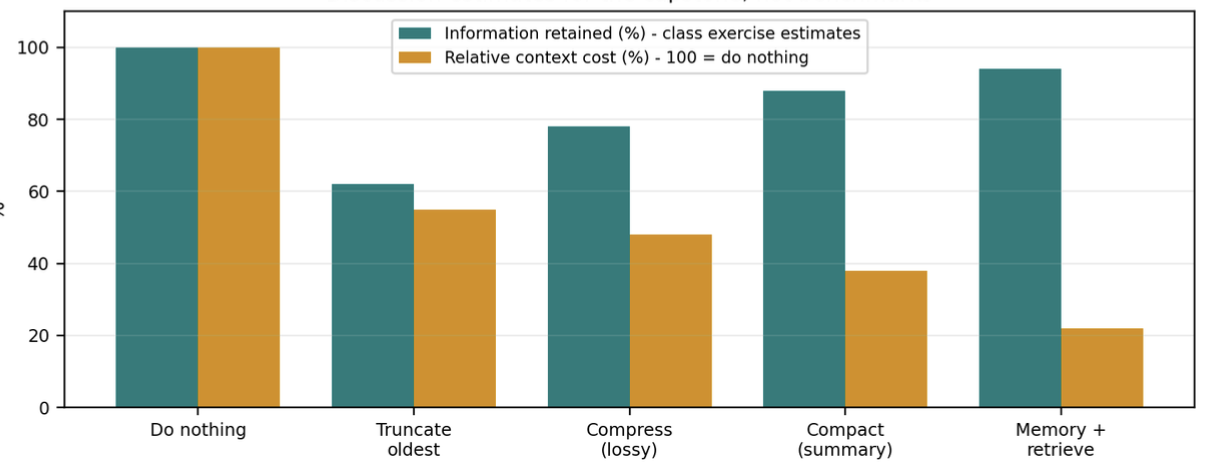 Information retained (%) - class exercise estimates
Relative context cost (%) - 100 = do nothing
100
80
60
40
20
0
%
Do nothing
Truncate
oldest
Compress
(lossy)
Compact
(summary)
Memory +
retrieve